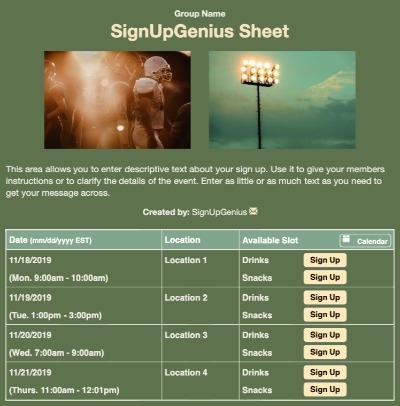 Group Name
SignUpGenius Sheet
This area allows you to enter descriptive text about your sign up. Use it to give your members
instructions or to clarify the details of the event. Enter as little or as much text as you need to
get your message across.
Created by: SignUpGenius
Date (mm/dd/yyyy EST) Location Available Slot Calendar
11/18/2019 Location 1 Drinks Sign Up
(Mon. 9:00am - 10:00am) Snacks Sign Up
11/19/2019 Location 2 Drinks Sign Up
(Tue. 1:00pm - 3:00pm) Snacks Sign Up
11/20/2019 Location 3 Drinks Sign Up
(Wed. 7:00am - 9:00am) Snacks Sign Up
11/21/2019 Location 4 Drinks Sign Up
(Thurs. 11:00am - 12:01pm) Snacks Sign Up